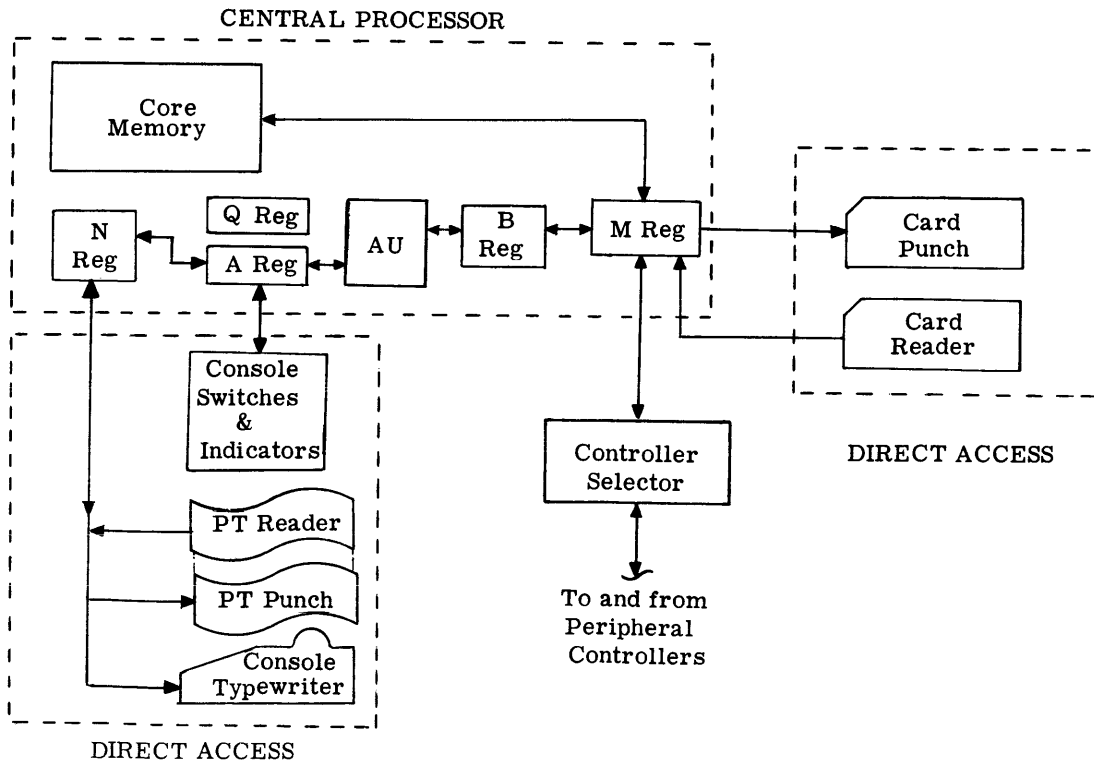 CENTRAL PROCESSOR
Core
Memory
Q Reg
N
Reg
A Reg
AU
B
Reg
M Reg
Card
Punch
Card
Reader
DIRECT ACCESS
Console
Switches
&
Indicators
PT Reader
PT Punch
Console
Typewriter
DIRECT ACCESS
Controller
Selector
To and from
Peripheral
Controllers